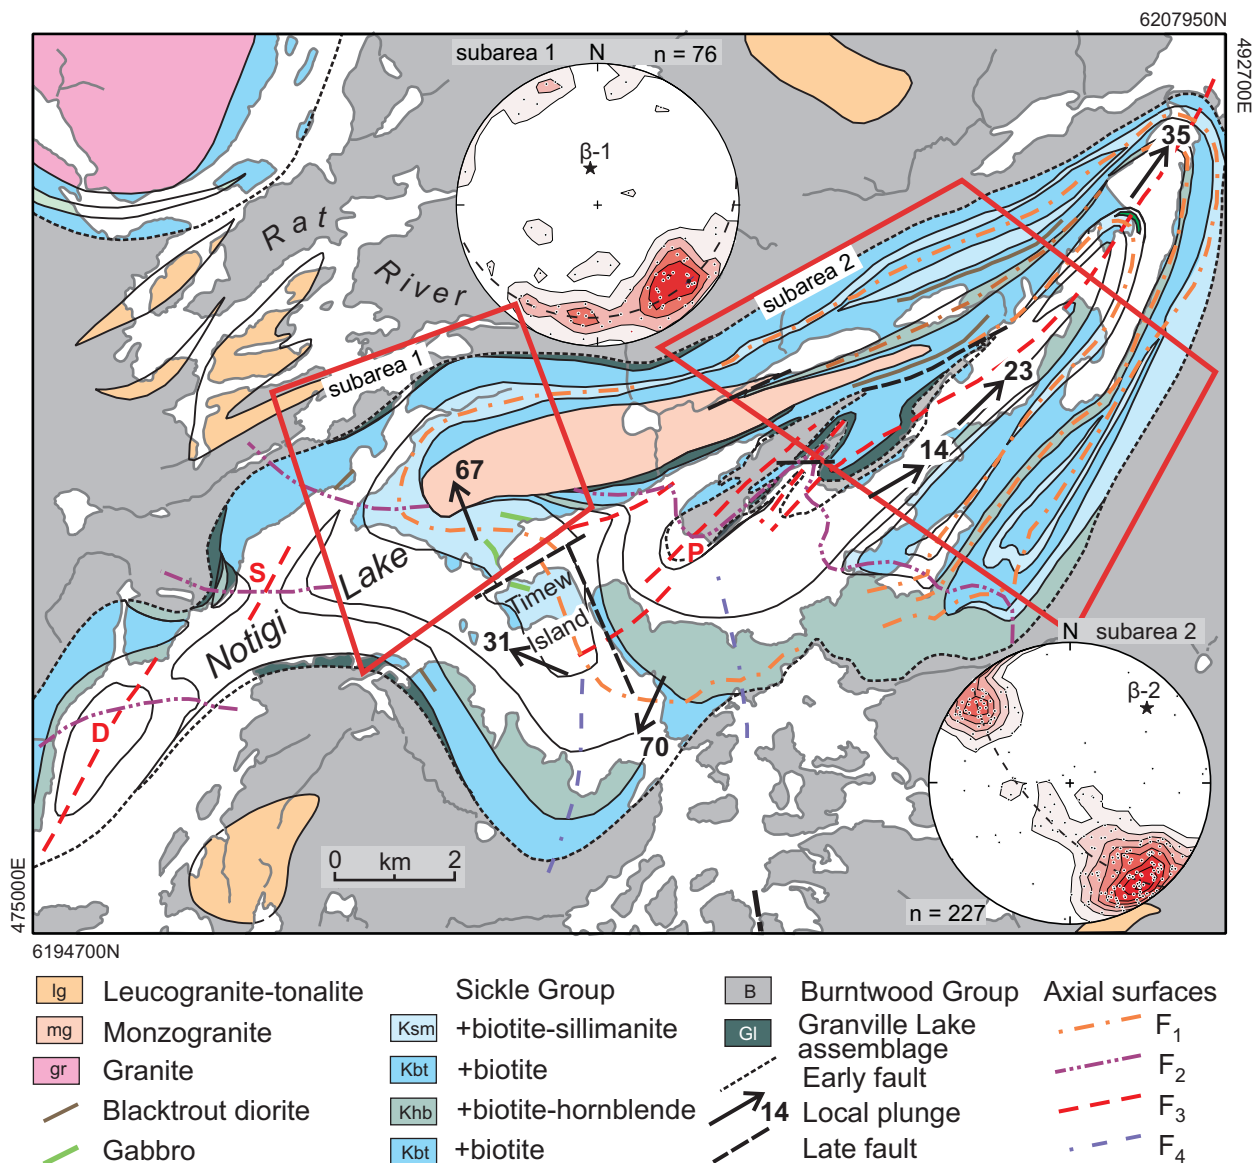 6207950N
492700E
subarea 1 N n = 76
β-1
35
Rat
River
subarea 2
subarea 1
23
67
14
S
Lake
P
Timew
Island
Notigi
31
D
70
N subarea 2
β-2
0 km 2
n = 227
475000E
6194700N
lg Leucogranite-tonalite
mg Monzogranite
gr Granite
Blacktrout diorite
Gabbro
Sickle Group
Ksm +biotite-sillimanite
Kbt +biotite
Khb +biotite-hornblende
Kbt +biotite
B Burntwood Group
Gl Granville Lake
assemblage
Early fault
14 Local plunge
Late fault
Axial surfaces
F1
F2
F3
F4